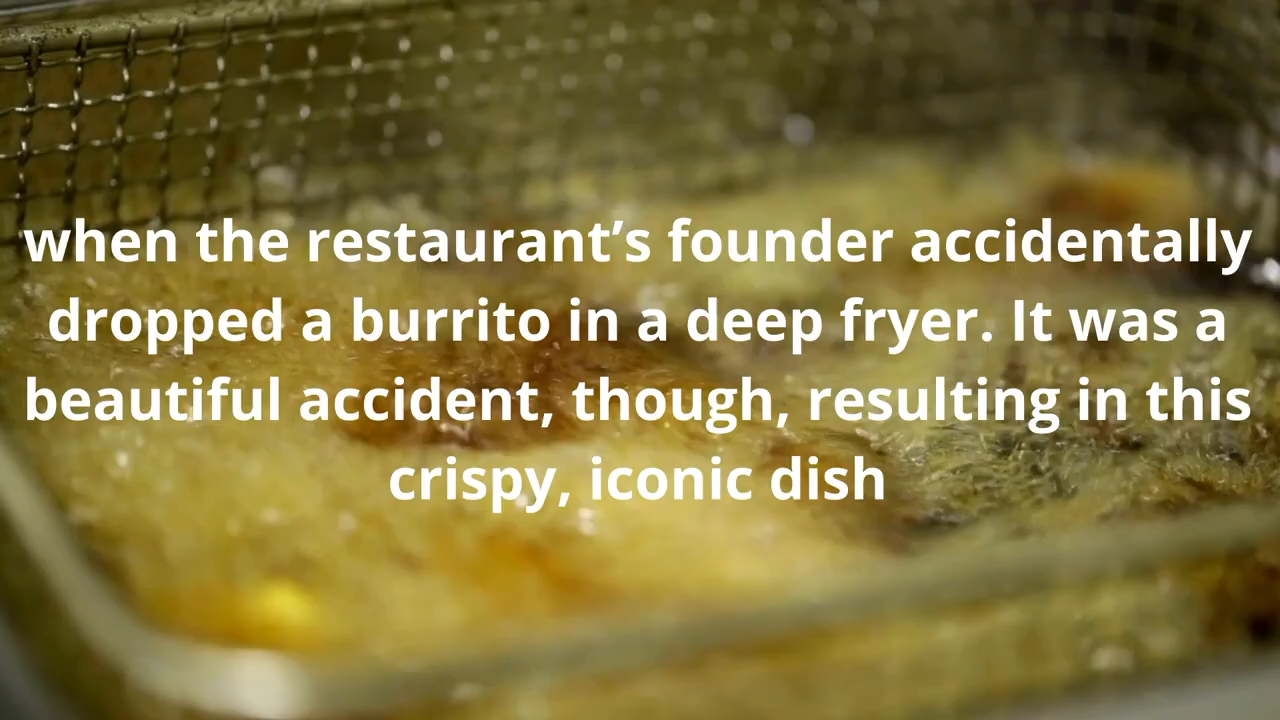 when the restaurant’s founder accidentally
dropped a burrito in a deep fryer. It was a
beautiful accident, though, resulting in this
crispy, iconic dish